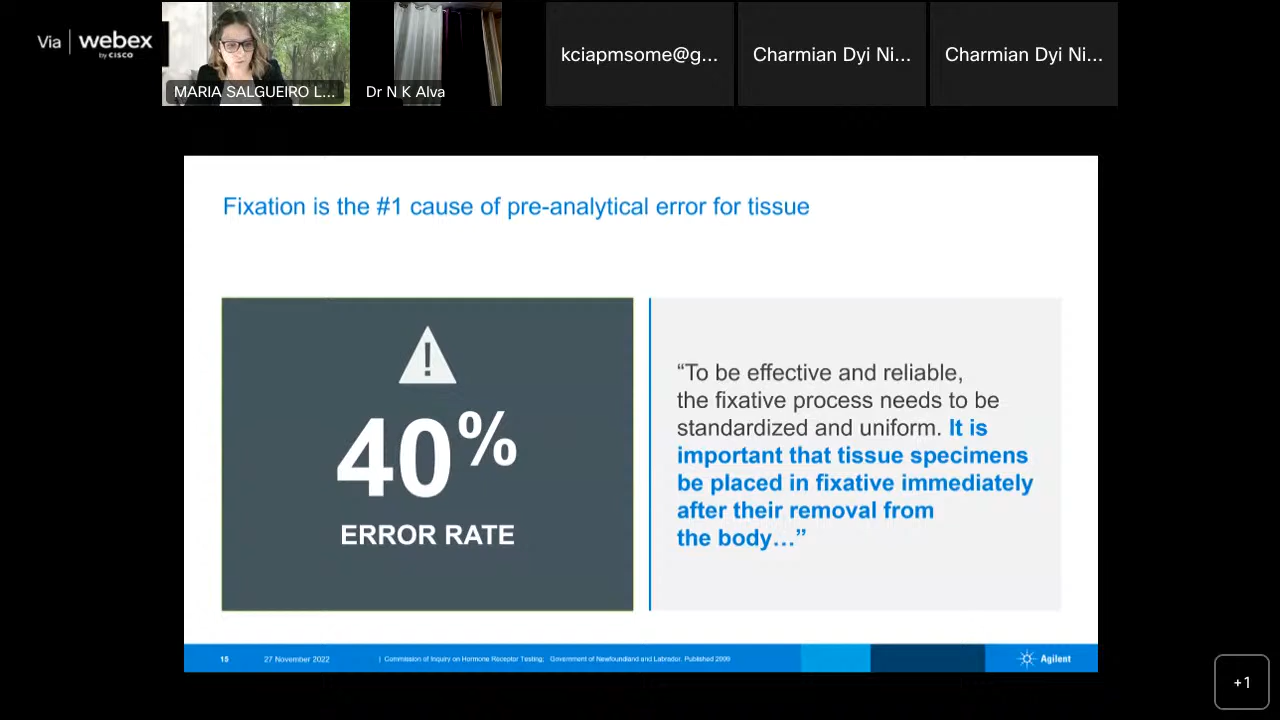 Via webex
by CISCO
MARIA SALGUEIRO L...
Dr N K Alva
kciapmsome@g...
Charmian Dyi Ni...
Charmian Dyi Ni...
Fixation is the #1 cause of pre-analytical error for tissue
!
40%
ERROR RATE
“To be effective and reliable,
the fixative process needs to be
standardized and uniform. It is
important that tissue specimens
be placed in fixative immediately
after their removal from
the body…”
15 27 November 2022 | Commission of Inquiry on Hormone Receptor Testing; Government of Newfoundland and Labrador. Published 2999 Agilent
+1